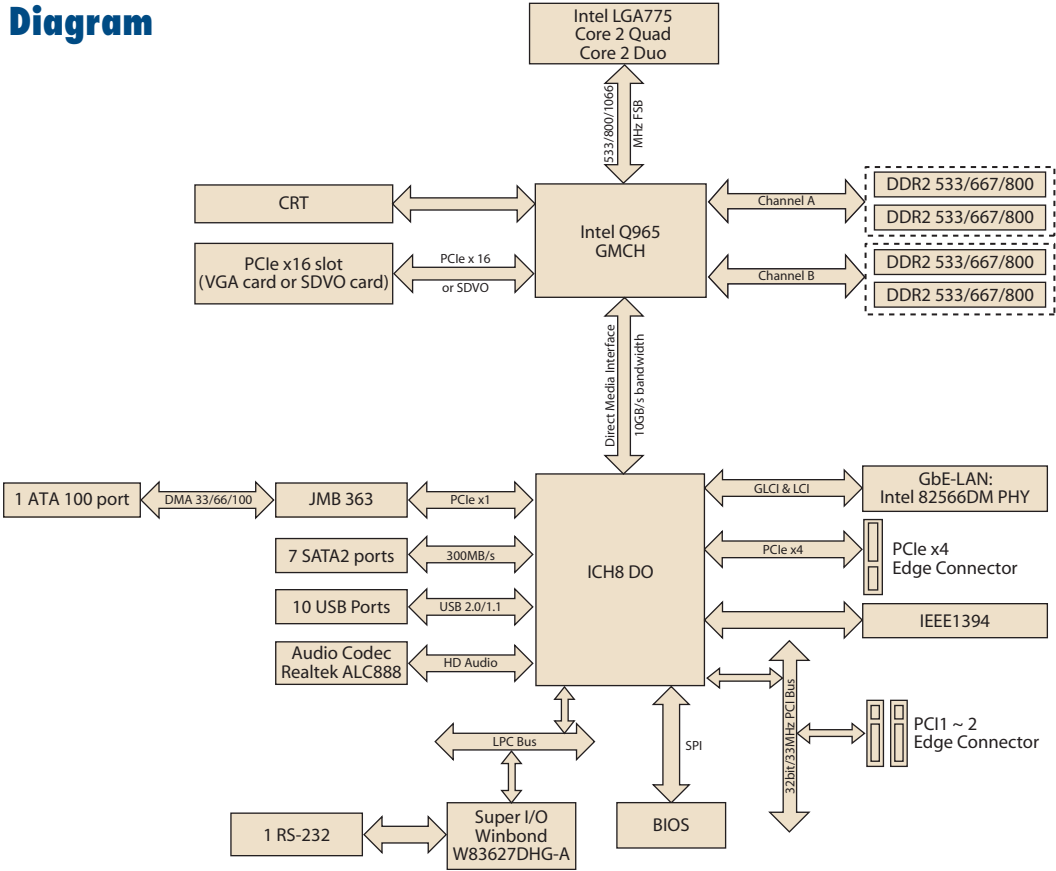 Diagram
Intel LGA775
Core 2 Quad
Core 2 Duo
533/800/1066
MHz FSB
CRT
PCIe x16 slot
(VGA card or SDVO card)
PCIe x 16
or SDVO
Intel Q965
GMCH
Channel A
DDR2 533/667/800
DDR2 533/667/800
Channel B
DDR2 533/667/800
DDR2 533/667/800
Direct Media Interface
10GB/s bandwidth
1 ATA 100 port
DMA 33/66/100
JMB 363
PCIe x1
7 SATA2 ports
300MB/s
10 USB Ports
USB 2.0/1.1
Audio Codec
Realtek ALC888
HD Audio
ICH8 DO
GLCI & LCI
GbE-LAN:
Intel 82566DM PHY
PCIe x4
PCIe x4
Edge Connector
IEEE1394
32bit/33MHz PCI Bus
PCI1 ~ 2
Edge Connector
LPC Bus
SPI
1 RS-232
Super I/O
Winbond
W83627DHG-A
BIOS